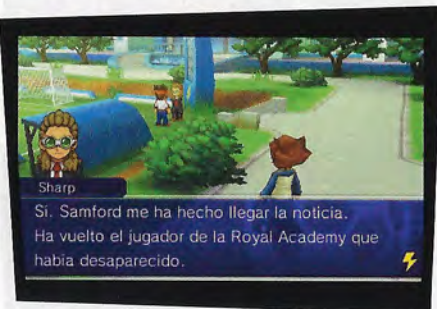 Sharp
Sí. Samford me ha hecho llegar la noticia.
Ha vuelto el jugador de la Royal Academy que
había desaparecido.